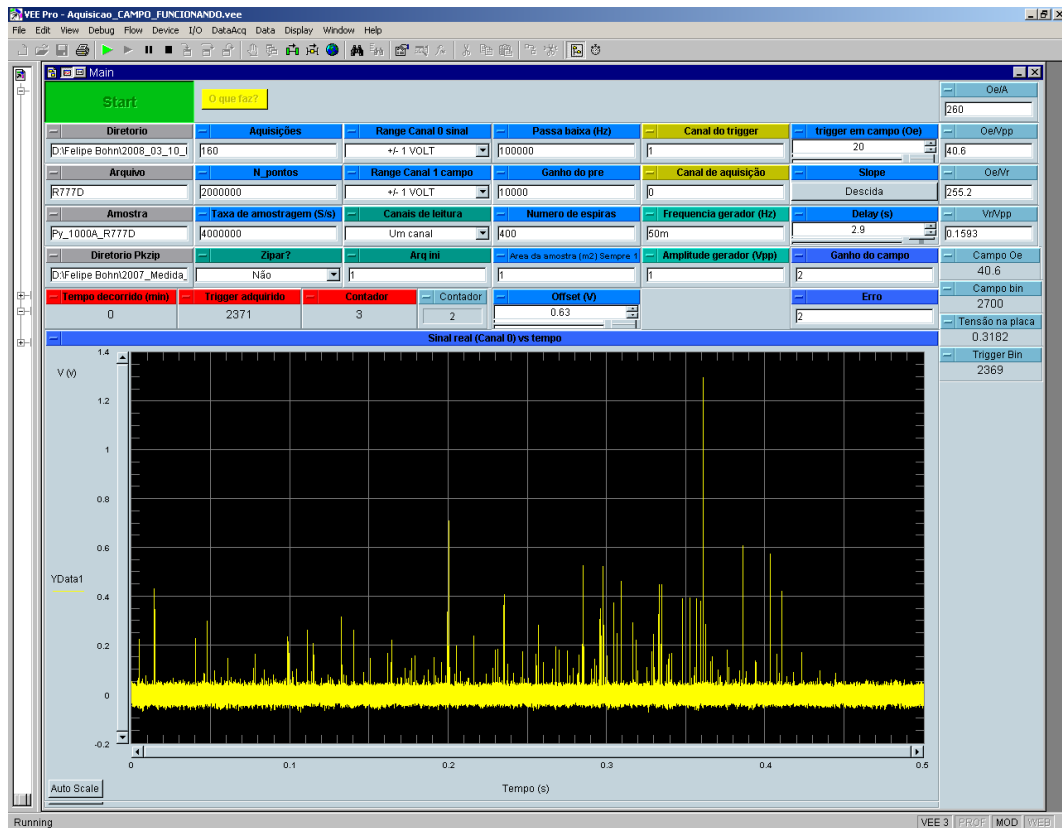 VEE Pro - Aquisicao_CAMPO_FUNCIONANDO.vee
File Edit View Debug Flow Device I/O DataAcq Data Display Window Help
Main
Start
O que faz?
Oe/A
260
Diretorio
Aquisições
Range Canal 0 sinal
Passa baixa (Hz)
Canal do trigger
trigger em campo (Oe)
Oe/Vpp
D:\Felipe Bohn\2008_03_10_
160
+/- 1 VOLT
100000
1
20
40.6
Arquivo
N_pontos
Range Canal 1 campo
Ganho do pre
Canal de aquisição
Slope
Oe/Vr
R777D
2000000
+/- 1 VOLT
10000
0
Descida
255.2
Amostra
Taxa de amostragem (S/s)
Canais de leitura
Numero de espiras
Frequencia gerador (Hz)
Delay (s)
Vr/Vpp
Py_1000A_R777D
4000000
Um canal
400
50m
2.9
0.1593
Diretorio Pkzip
Zipar?
Arq ini
Area da amostra (m2) Sempre 1
Amplitude gerador (Vpp)
Ganho do campo
Campo Oe
D:\Felipe Bohn\2007_Medida_
Não
1
1
1
2
40.6
Tempo decorrido (min)
Trigger adquirido
Contador
Contador
Offset (V)
Erro
Campo bin
0
2371
3
2
0.63
2
2700
Tensão na placa
0.3182
Trigger Bin
2369
Sinal real (Canal 0) vs tempo
V (v)
1.4
1.2
1
0.8
0.6
YData1
0.4
0.2
0
-0.2
0
0.1
0.2
0.3
0.4
0.5
Auto Scale
Tempo (s)
Running
VEE 3 PROF MOD WEB